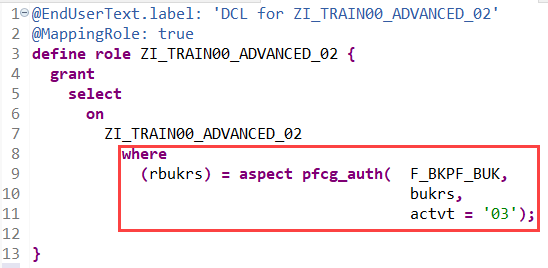 1 @EndUserText.label: 'DCL for ZI_TRAIN00_ADVANCED_02'
2 @MappingRole: true
3 define role ZI_TRAIN00_ADVANCED_02 {
4 grant
5 select
6 on
7 ZI_TRAIN00_ADVANCED_02
8 where
9 (rbukrs) = aspect pfcg_auth( F_BKPF_BUK,
10 bukrs,
11 actvt = '03');
12
13 }